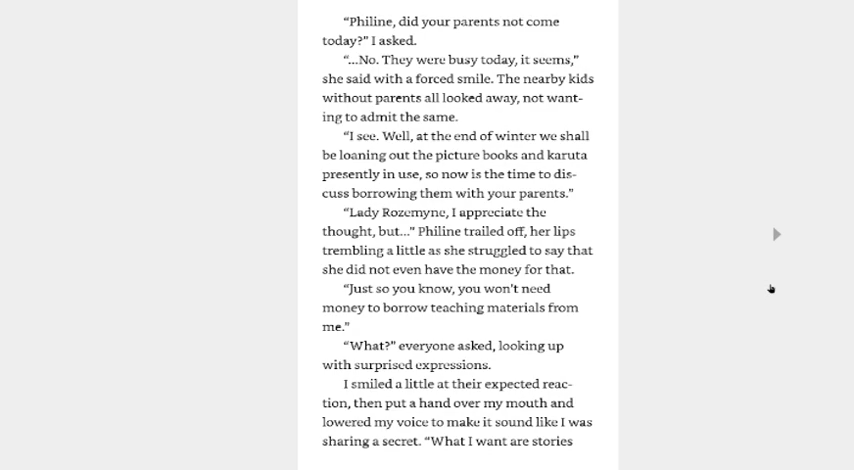 “Philine, did your parents not come
today?” I asked.
“...No. They were busy today, it seems,”
she said with a forced smile. The nearby kids
without parents all looked away, not want-
ing to admit the same.
“I see. Well, at the end of winter we shall
be loaning out the picture books and karuta
presently in use, so now is the time to dis-
cuss borrowing them with your parents.”
“Lady Rozemyne, I appreciate the
thought, but...” Philine trailed off, her lips
trembling a little as she struggled to say that
she did not even have the money for that.
“Just so you know, you won't need
money to borrow teaching materials from
me.”
“What?” everyone asked, looking up
with surprised expressions.
I smiled a little at their expected reac-
tion, then put a hand over my mouth and
lowered my voice to make it sound like I was
sharing a secret. “What I want are stories